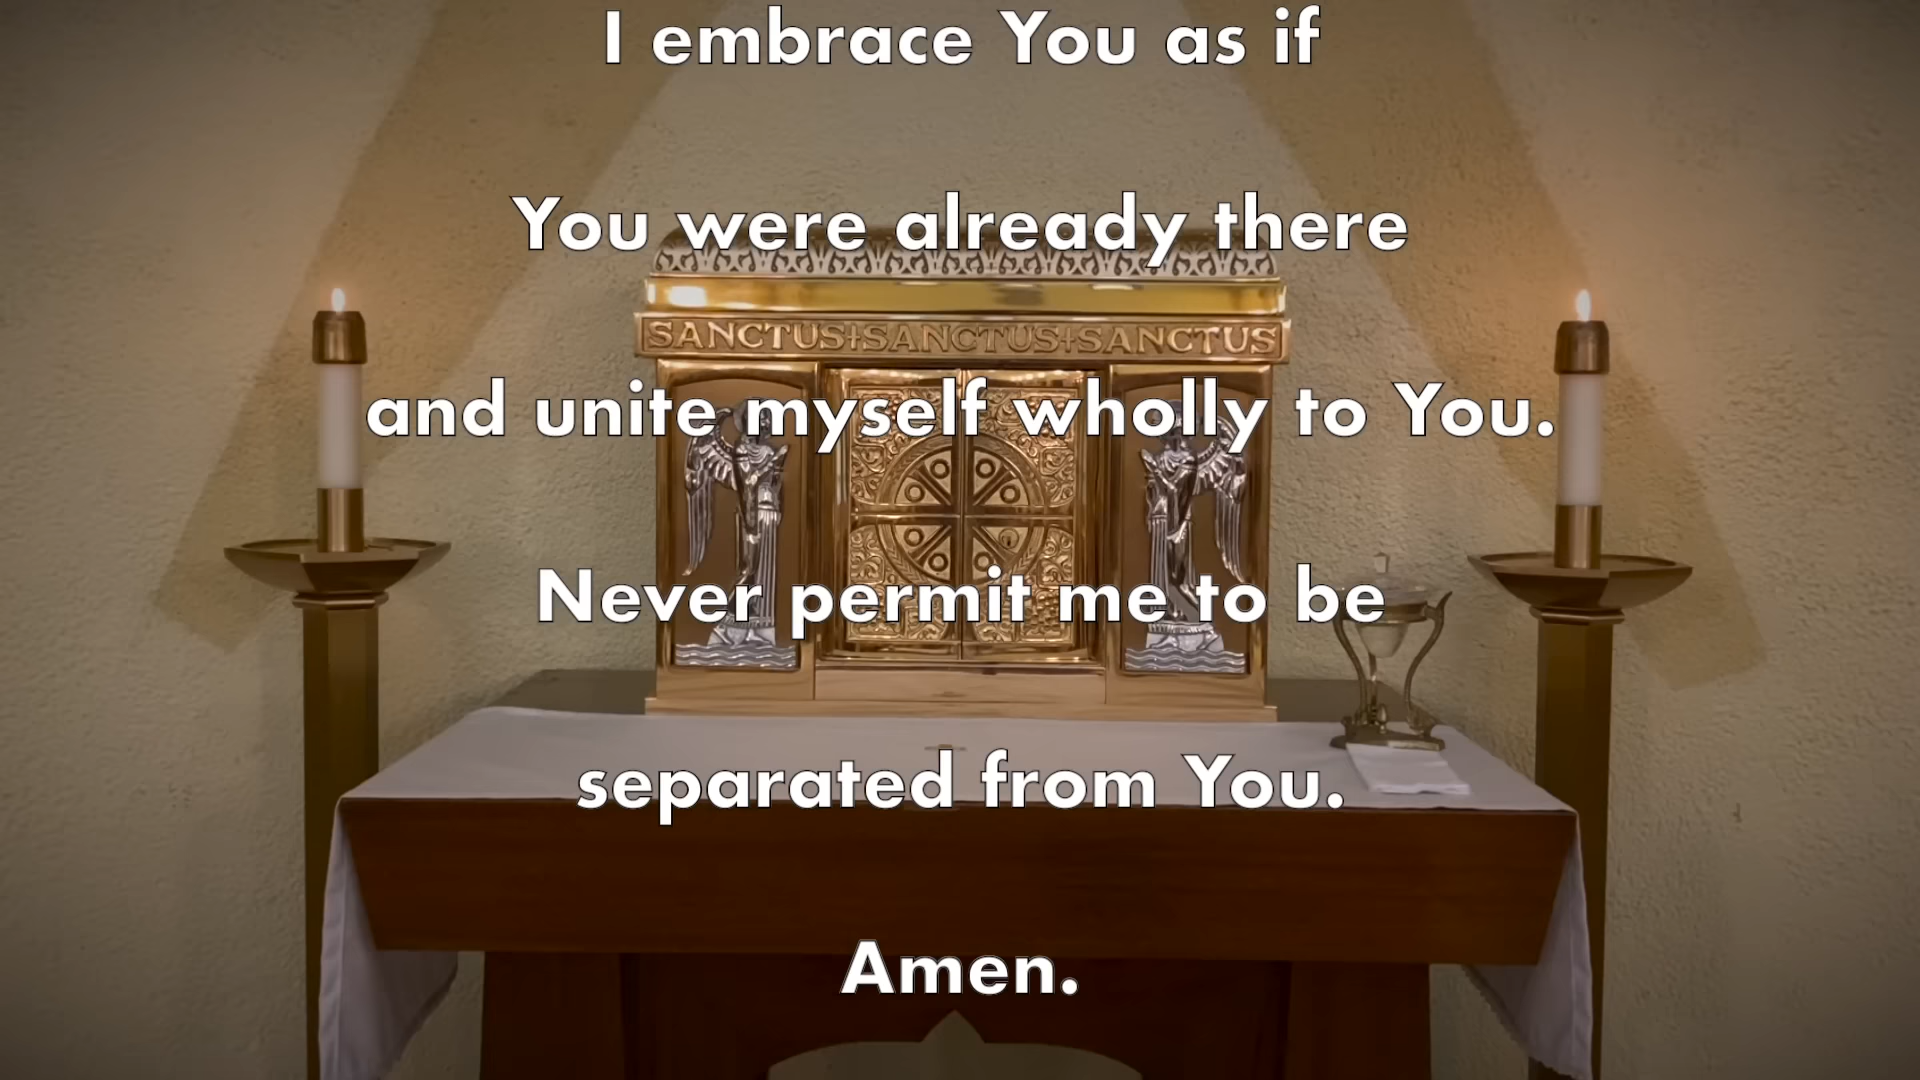 I embrace You as if
You were already there
SANCTUS+SANCTUS+SANCTUS
and unite myself wholly to You.
Never permit me to be
separated from You.
Amen.